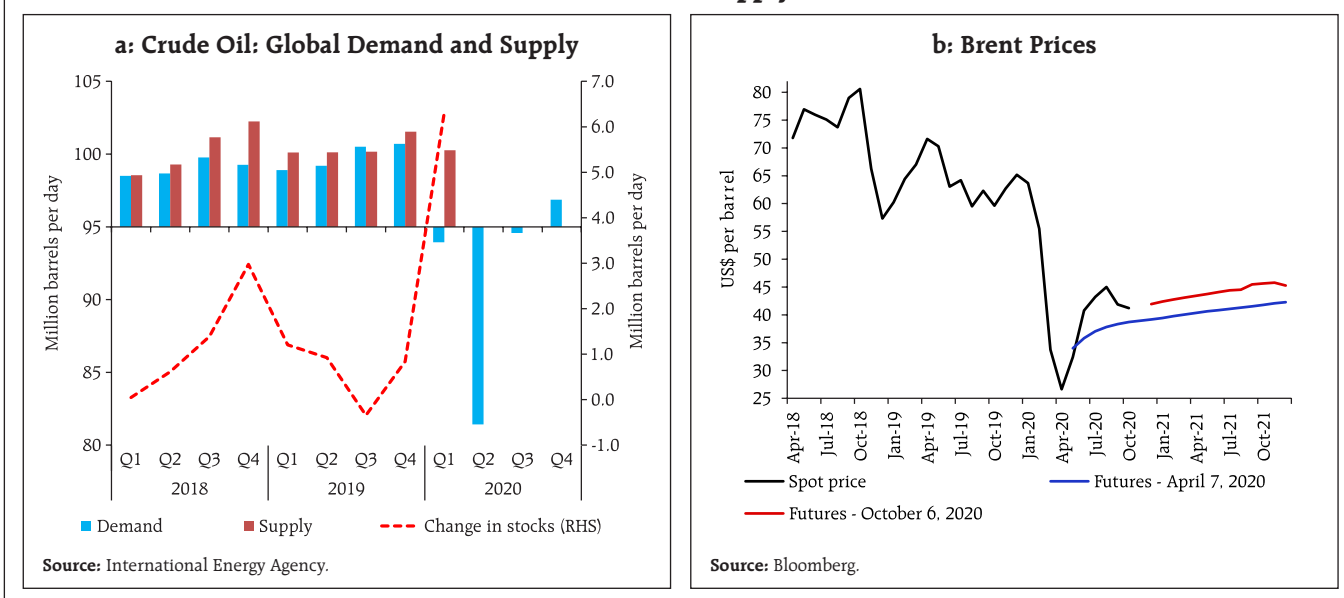 a: Crude Oil: Global Demand and Supply
105
100
95
90
85
80
Million barrels per day
7.0
6.0
5.0
4.0
3.0
2.0
1.0
0.0
-1.0
Million barrels per day
Q1 Q2 Q3 Q4 Q1 Q2 Q3 Q4 Q1 Q2 Q3 Q4
2018 2019 2020
Demand Supply Change in stocks (RHS)
Source: International Energy Agency.
b: Brent Prices
80
75
70
65
60
55
50
45
40
35
30
25
US$ per barrel
Apr-18 Jul-18 Oct-18 Jan-19 Apr-19 Jul-19 Oct-19 Jan-20 Apr-20 Jul-20 Oct-20 Jan-21 Apr-21 Jul-21 Oct-21
Spot price Futures - April 7, 2020
Futures - October 6, 2020
Source: Bloomberg.